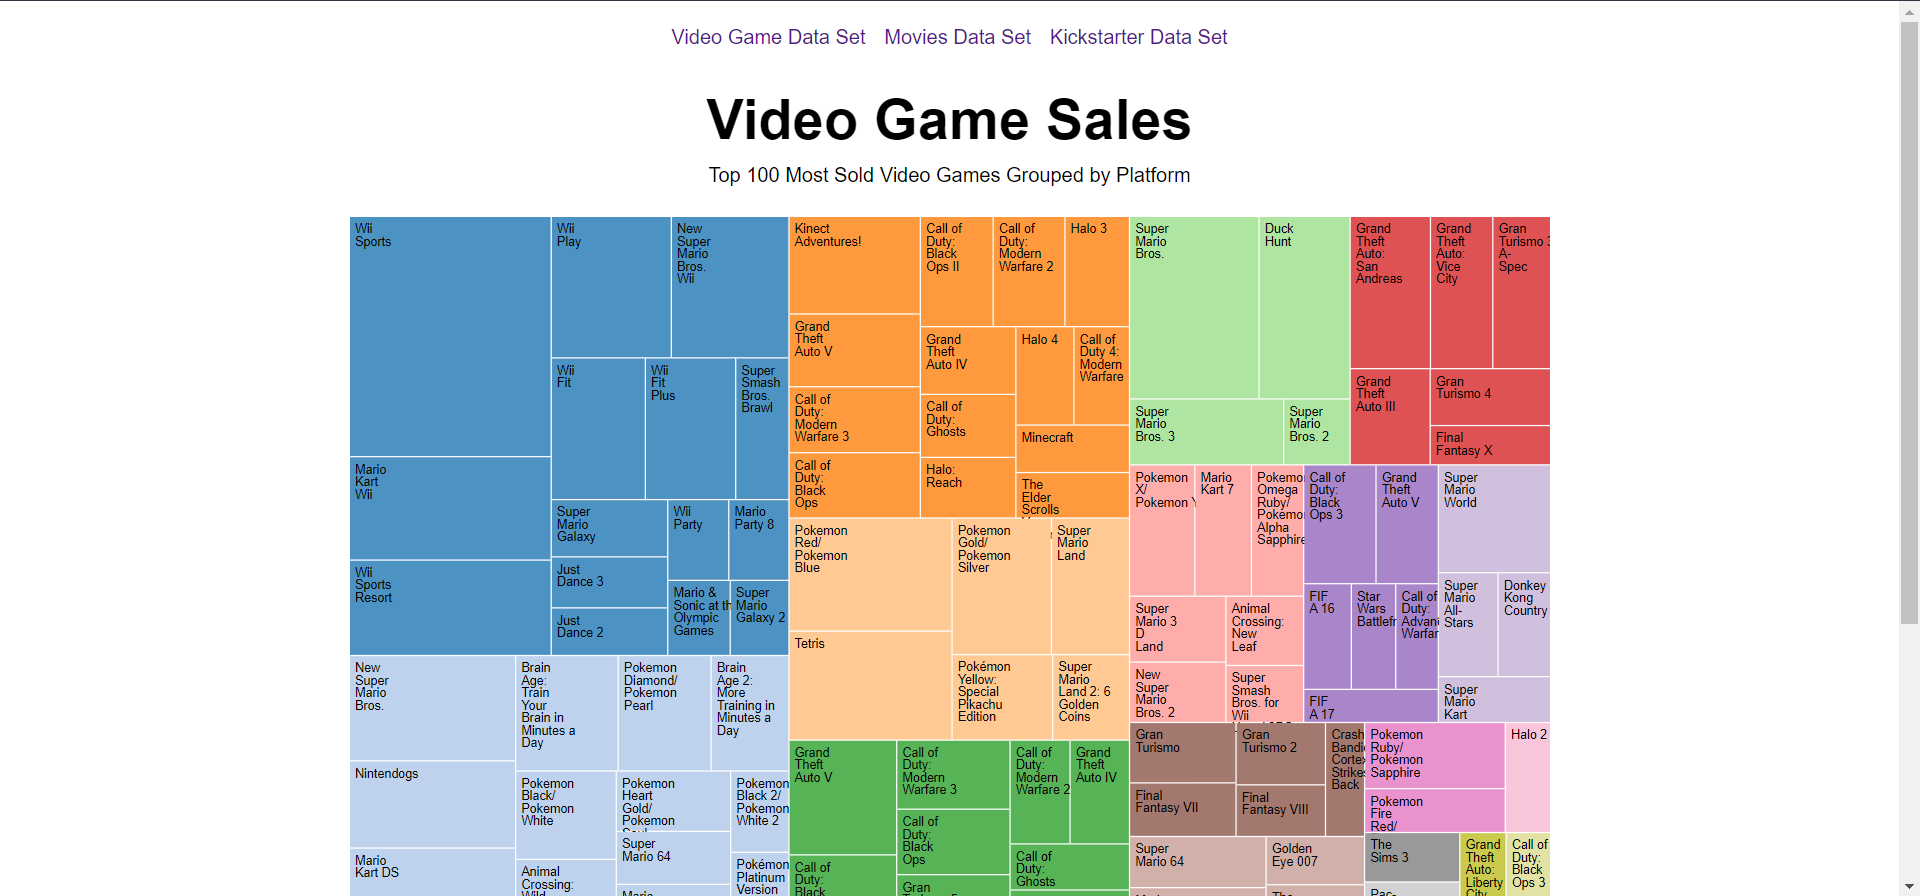 Video Game Data Set Movies Data Set Kickstarter Data Set
Video Game Sales
Top 100 Most Sold Video Games Grouped by Platform
Wii
Sports
Mario
Kart
Wii
Wii
Sports
Resort
Wii
Play
New
Super
Mario
Bros.
Wii
Wii
Fit
Wii
Fit
Plus
Super
Smash
Bros.
Brawl
Super
Mario
Galaxy
Just
Dance 3
Just
Dance 2
Wii
Party
Mario
Party 8
Mario &
Sonic at th
Olympic
Games
Super
Mario
Galaxy 2
New
Super
Mario
Bros.
Nintendogs
Mario
Kart DS
Brain
Age:
Train
Your
Brain in
Minutes a
Day
Pokemon
Diamond/
Pokemon
Pearl
Brain
Age 2:
More
Training in
Minutes a
Day
Pokemon
Black/
Pokemon
White
Animal
Crossing:
Pokemon
Heart
Gold/
Pokemon
Super
Mario 64
Pokemon
Black 2/
Pokemon
White 2
Pokémon
Platinum
Version
Kinect
Adventures!
Grand
Theft
Auto V
Call of
Duty:
Modern
Warfare 3
Call of
Duty:
Black
Ops
Call of
Duty:
Black
Ops II
Call of
Duty:
Modern
Warfare 2
Halo 3
Grand
Theft
Auto IV
Call of
Duty:
Ghosts
Halo:
Reach
Halo 4
Call of
Duty 4:
Modern
Warfare
Minecraft
The
Elder
Scrolls
Pokemon
Red/
Pokemon
Blue
Tetris
Pokemon
Gold/
Pokemon
Silver
Super
Mario
Land
Pokémon
Yellow:
Special
Pikachu
Edition
Super
Mario
Land 2: 6
Golden
Coins
Grand
Theft
Auto V
Call of
Duty:
Black
Call of
Duty:
Modern
Warfare 3
Call of
Duty:
Black
Ops
Gran
Call of
Duty:
Modern
Warfare 2
Grand
Theft
Auto IV
Call of
Duty:
Ghosts
Super
Mario
Bros.
Duck
Hunt
Super
Mario
Bros. 3
Super
Mario
Bros. 2
Grand
Theft
Auto:
San
Andreas
Grand
Theft
Auto:
Vice
City
Gran
Turismo 3
A-
Spec
Grand
Theft
Auto III
Gran
Turismo 4
Final
Fantasy X
Pokemon
X/
Pokemon Y
Mario
Kart 7
Pokemo
Omega
Ruby/
Pokemo
Alpha
Sapphire
Super
Mario 3
D
Land
New
Super
Mario
Bros. 2
Animal
Crossing:
New
Leaf
Super
Smash
Bros. for
Wii
Call of
Duty:
Black
Ops 3
Grand
Theft
Auto V
FIF
A 16
Star
Wars
Battlefr
Call of
Duty:
Advan
Warfar
FIF
A 17
Super
Mario
World
Super
Mario
All-
Stars
Donkey
Kong
Country
Super
Mario
Kart
Gran
Turismo
Gran
Turismo 2
Final
Fantasy VII
Final
Fantasy VIII
Crash
Bandi
Cortex
Strikes
Back
Pokemon
Ruby/
Pokemon
Sapphire
Pokemon
Fire
Red/
Halo 2
Super
Mario 64
Golden
Eye 007
The
The
Sims 3
Pac-
Grand
Theft
Auto:
Liberty
City
Call of
Duty:
Black
Ops 3